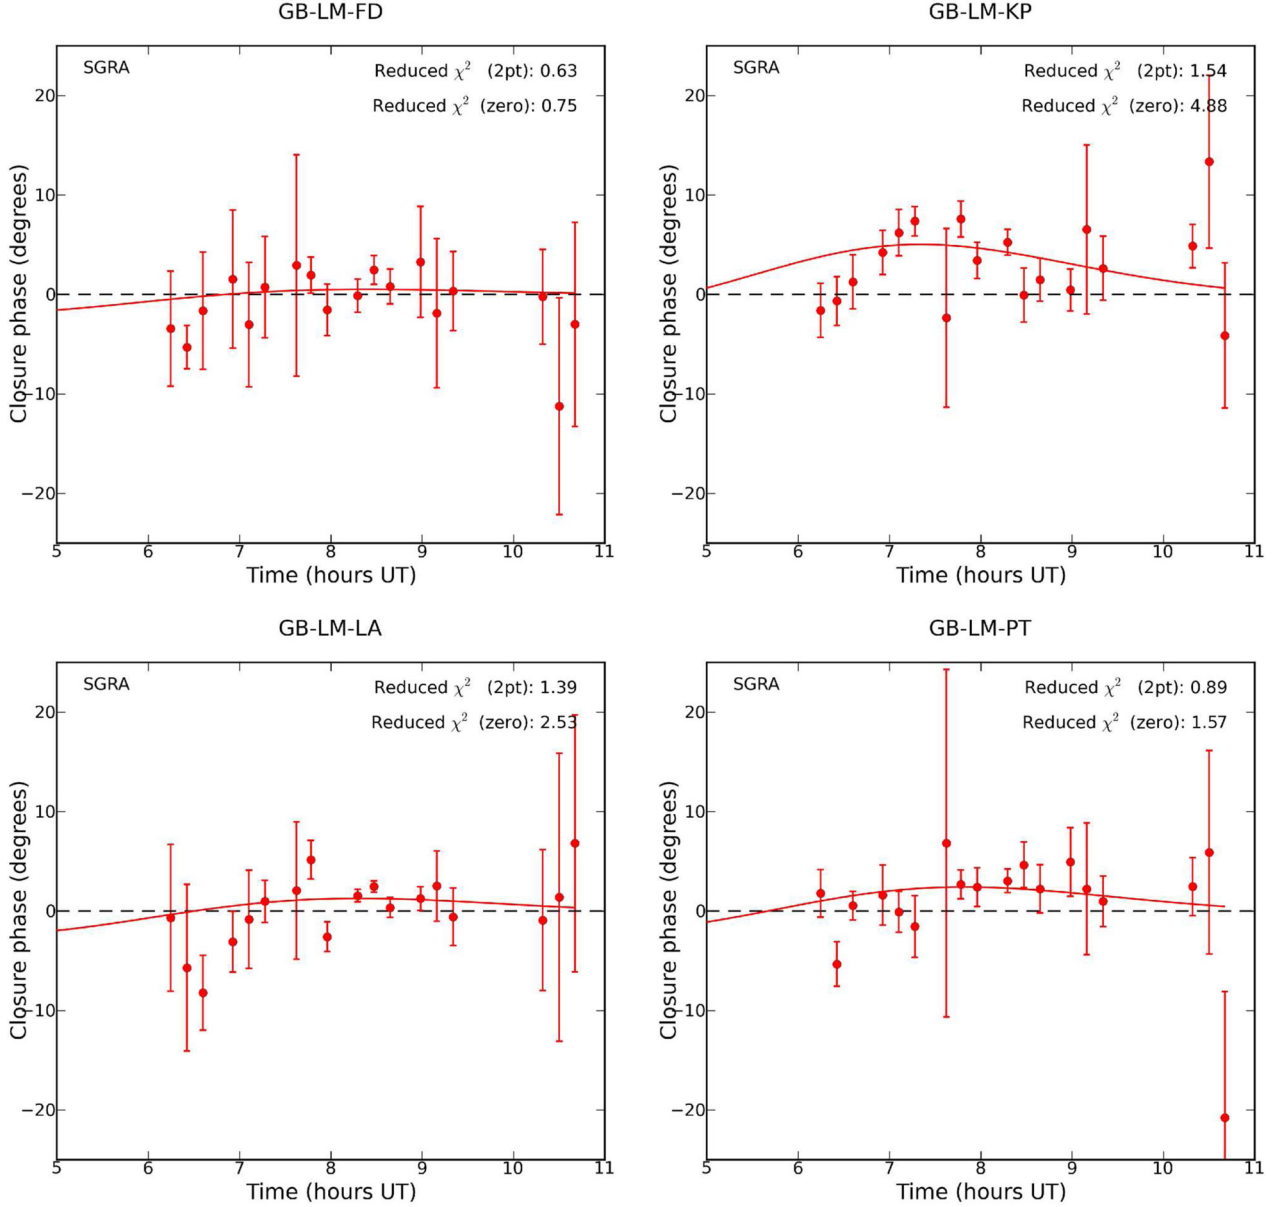 GB-LM-FD
SGRA
Reduced χ² (2pt): 0.63
Reduced χ² (zero): 0.75
Closure phase (degrees)
20
10
0
−10
−20
5 6 7 8 9 10 11
Time (hours UT)
GB-LM-KP
SGRA
Reduced χ² (2pt): 1.54
Reduced χ² (zero): 4.88
Closure phase (degrees)
20
10
0
−10
−20
5 6 7 8 9 10 11
Time (hours UT)
GB-LM-LA
SGRA
Reduced χ² (2pt): 1.39
Reduced χ² (zero): 2.53
Closure phase (degrees)
20
10
0
−10
−20
5 6 7 8 9 10 11
Time (hours UT)
GB-LM-PT
SGRA
Reduced χ² (2pt): 0.89
Reduced χ² (zero): 1.57
Closure phase (degrees)
20
10
0
−10
−20
5 6 7 8 9 10 11
Time (hours UT)